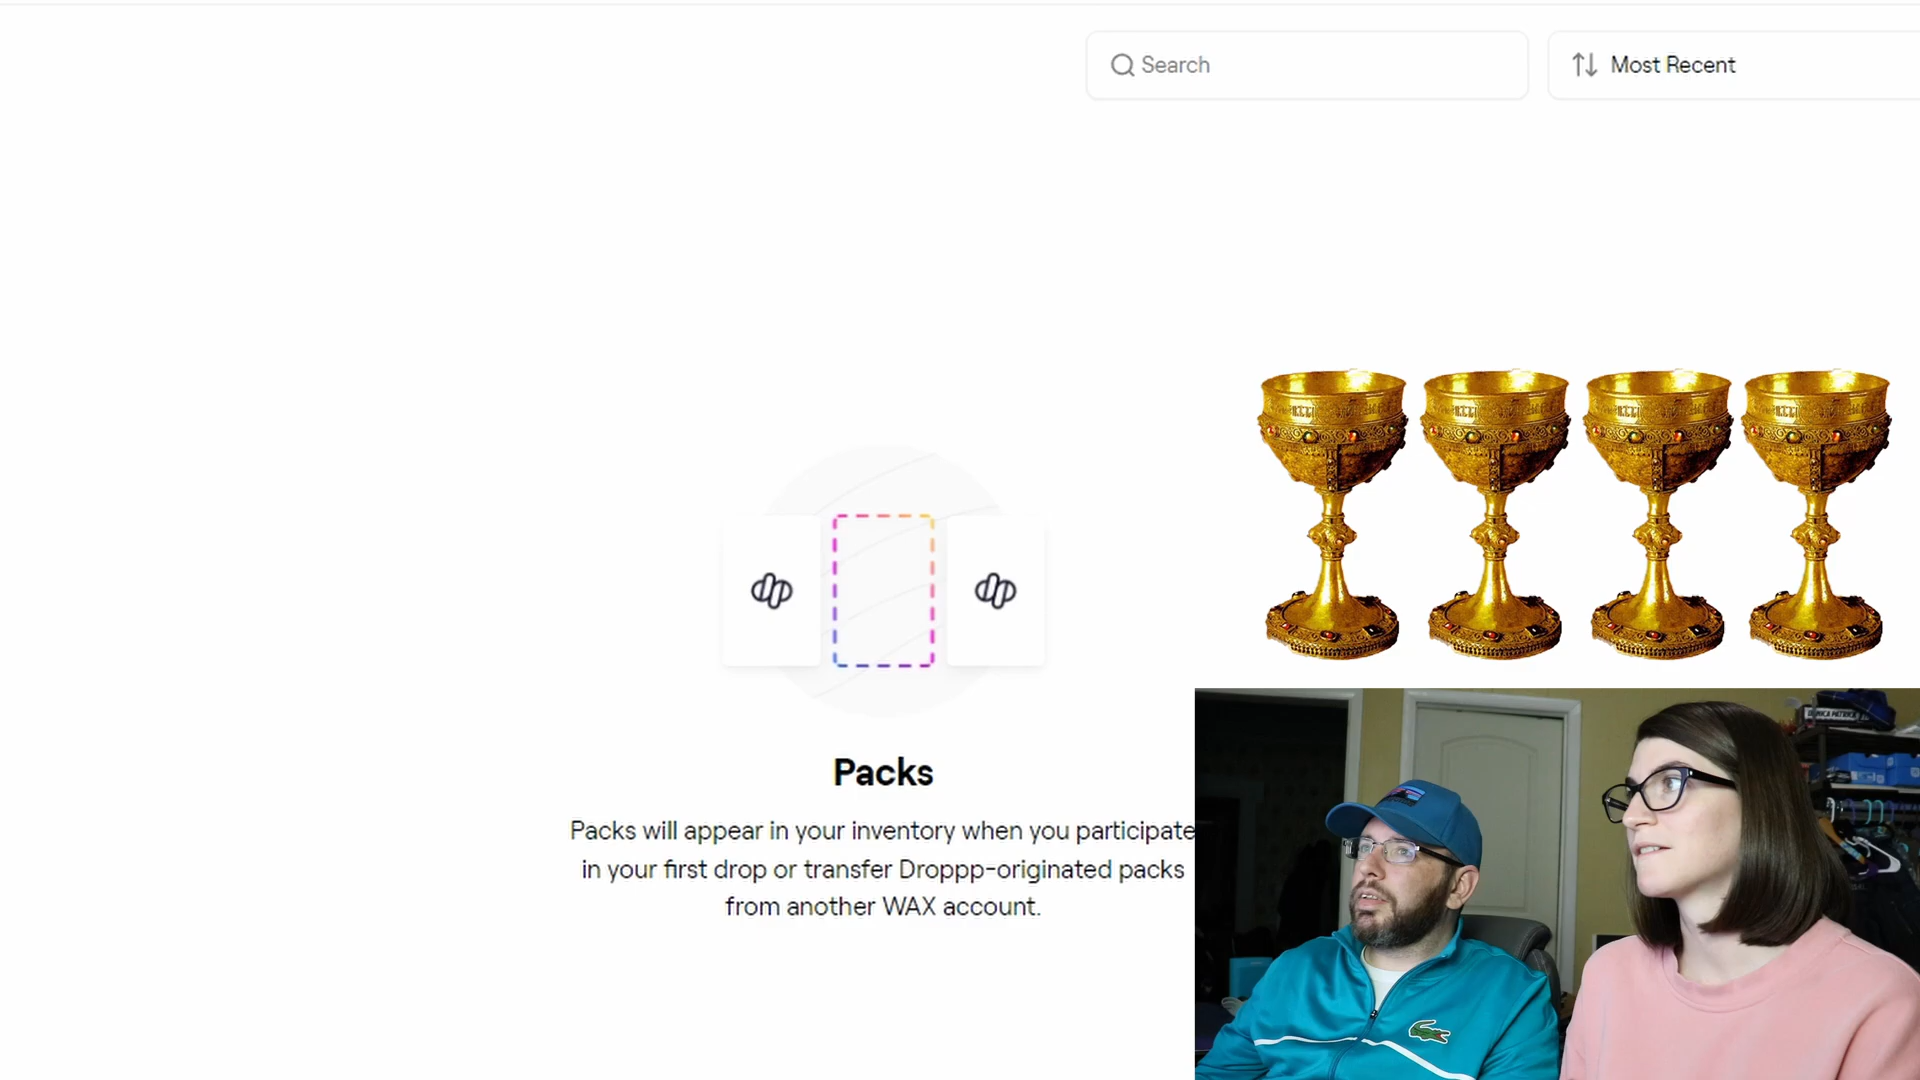 Search
Most Recent
Packs
Packs will appear in your inventory when you participate
in your first drop or transfer Droppp-originated packs
from another WAX account.